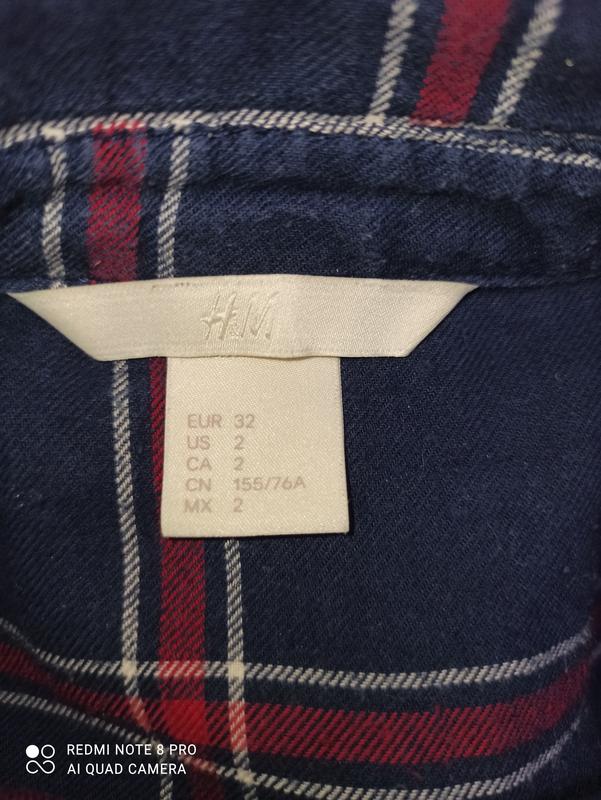 H&M
EUR 32
US 2
CA 2
CN 155/76A
MX 2
REDMI NOTE 8 PRO
AI QUAD CAMERA